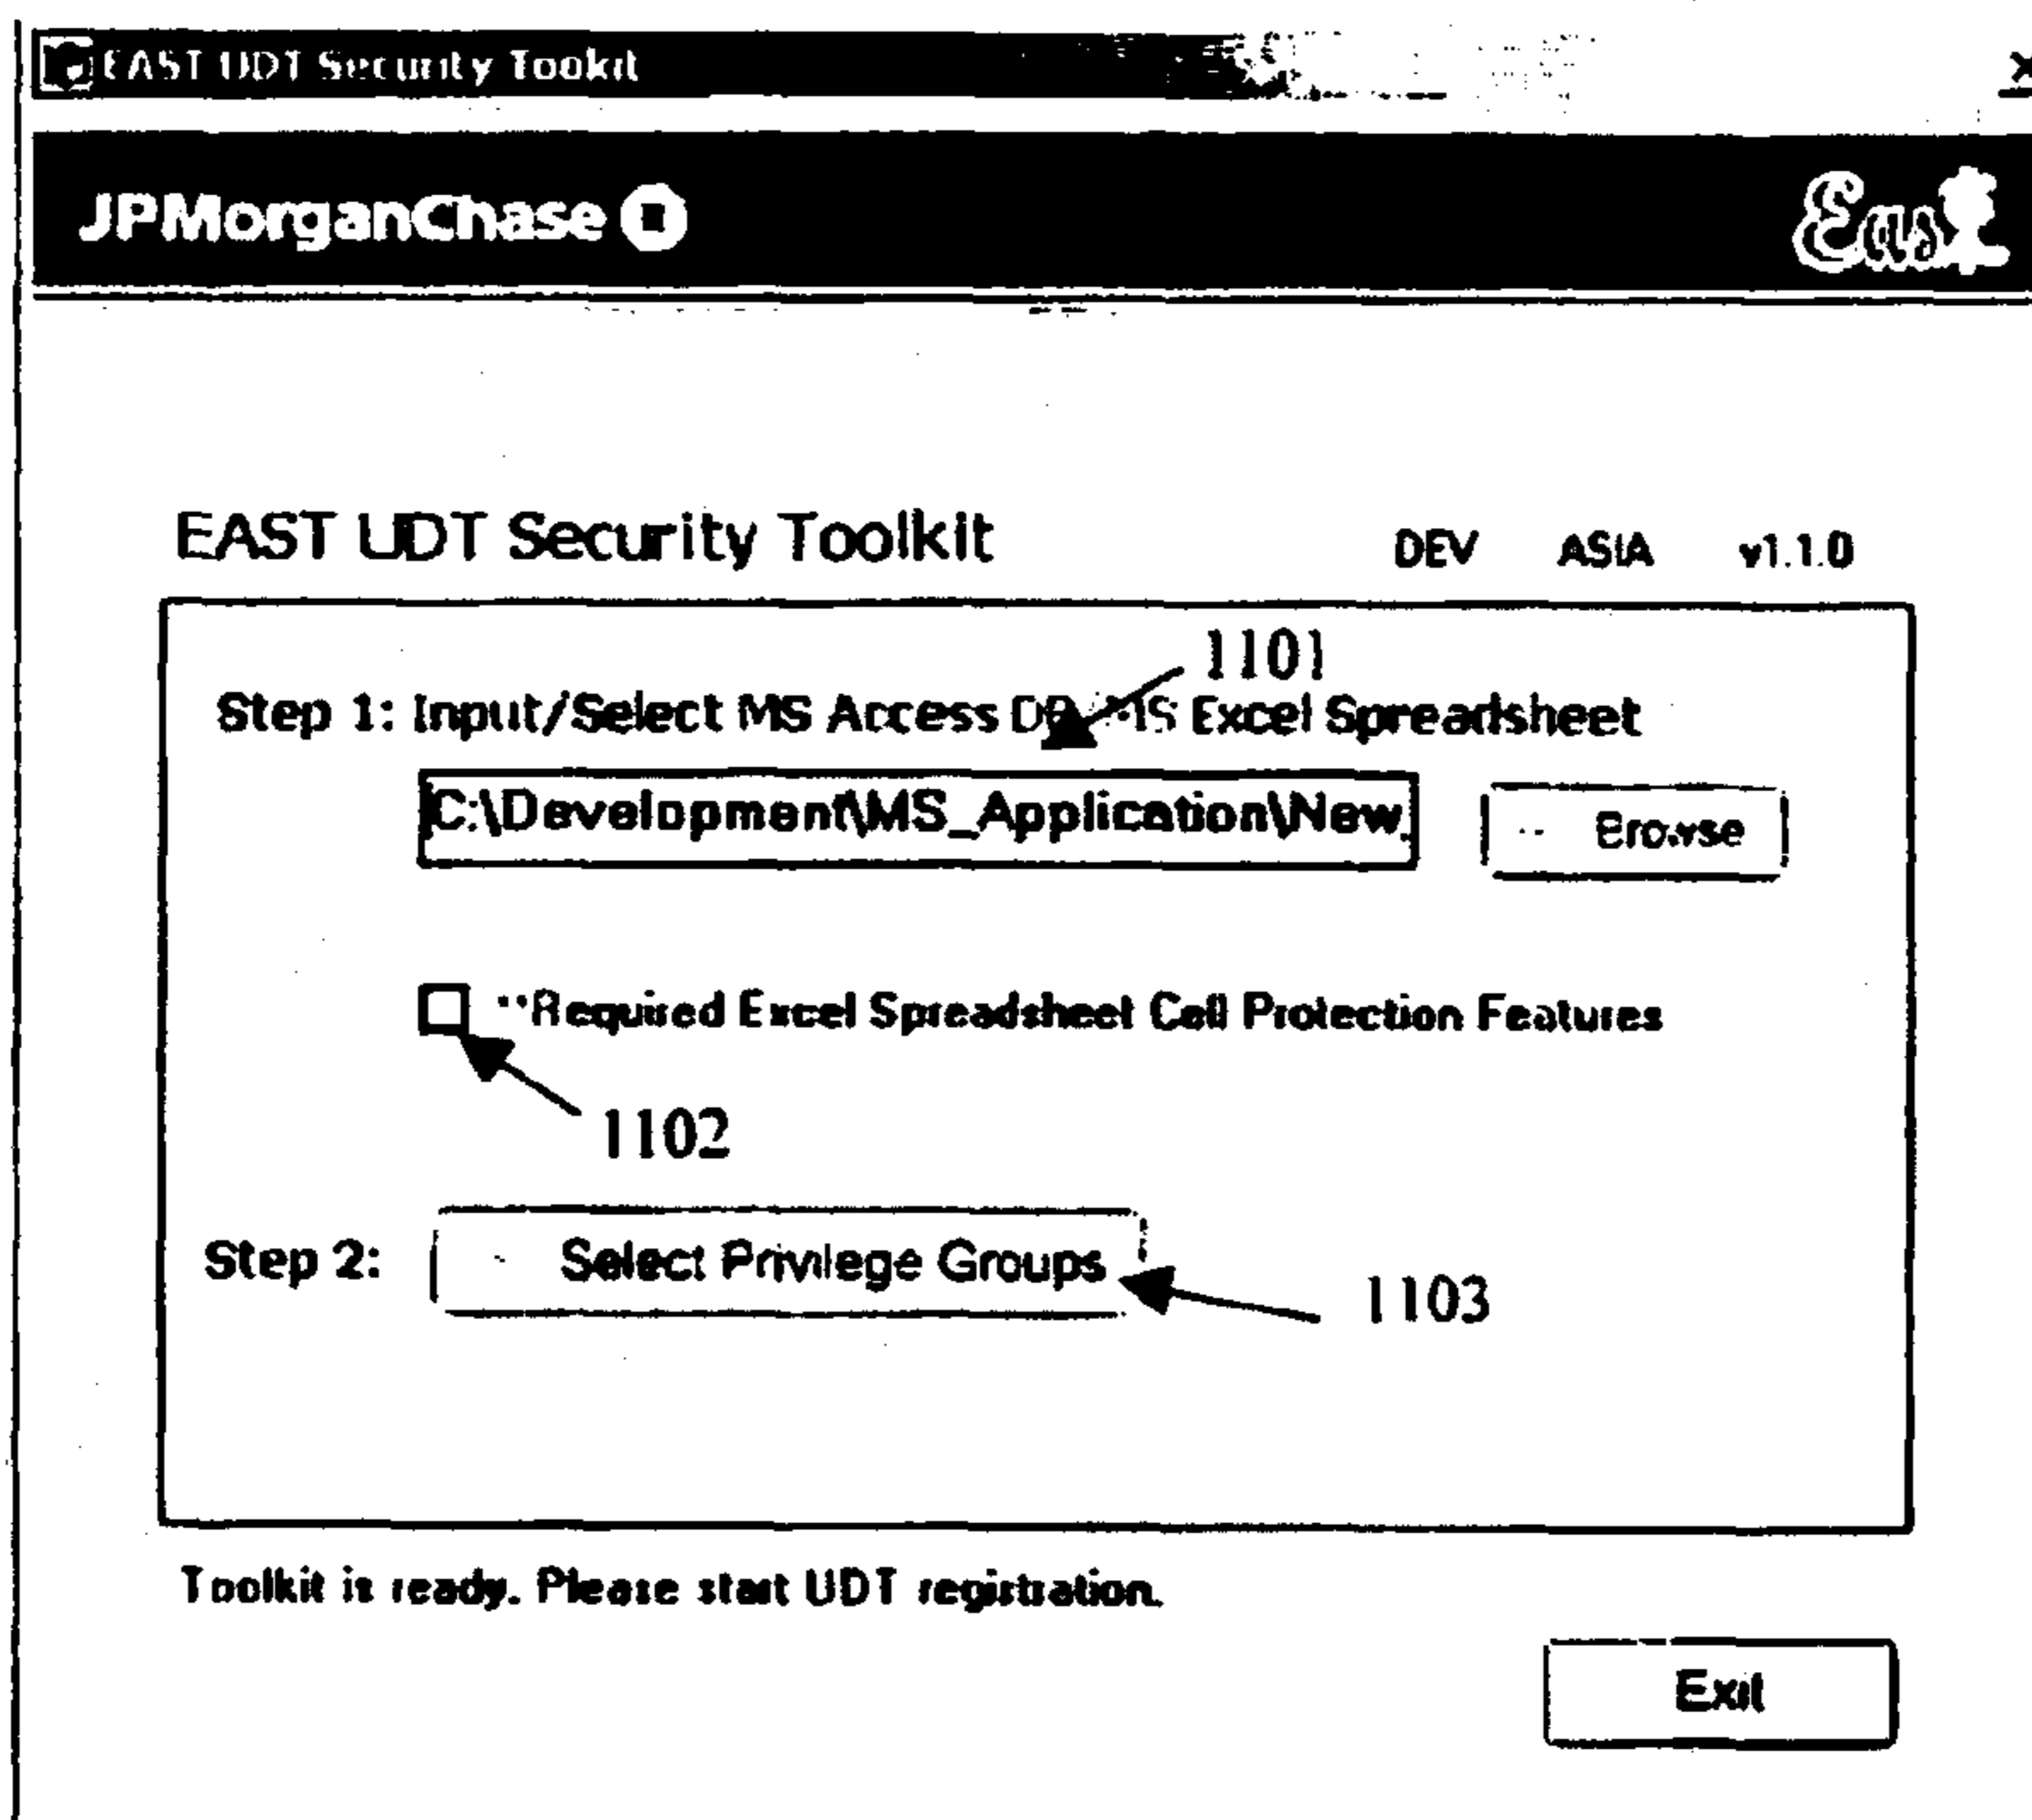 EAST UDT Security Tookit
JPMorganChase
East
EAST UDT Security Toolkit DEV ASIA v1.1.0
1101
Step 1: Input/Select MS Access MS Excel Spreadsheet
C:\Development\MS_Application\New
Browse
**Required Excel Spreadsheet Cell Protection Features
1102
Step 2: Select Privilege Groups
1103
Toolkit is ready. Please start UDT registration.
Exit